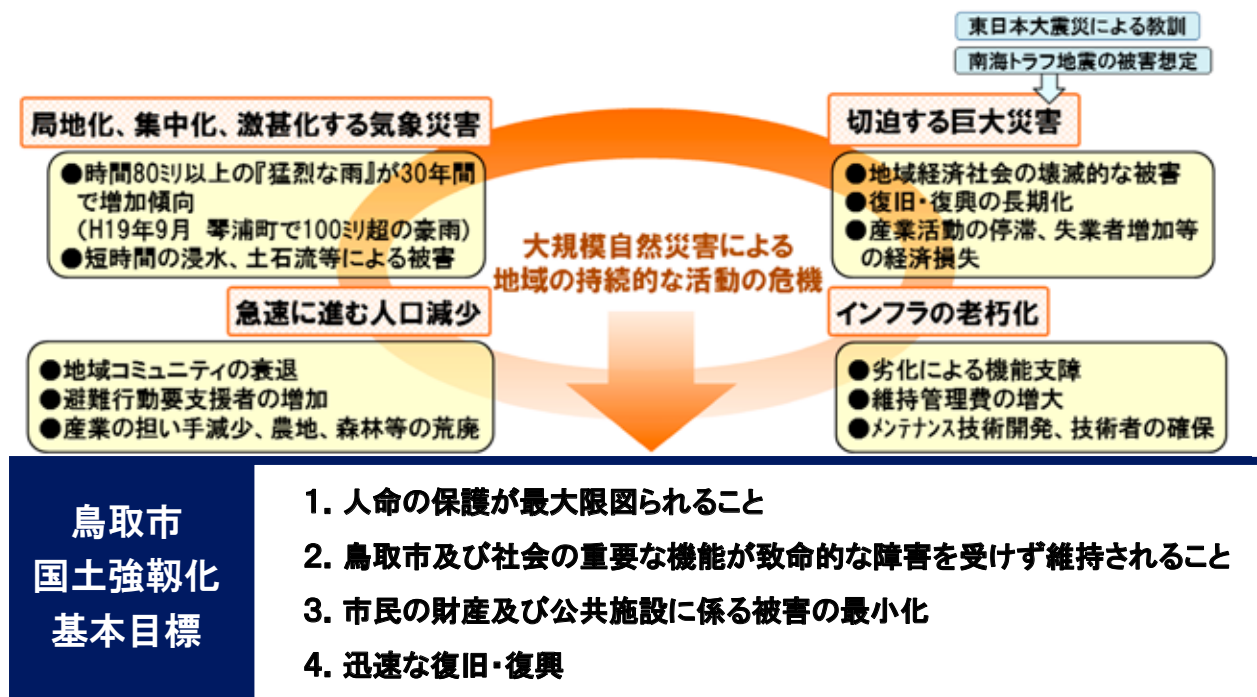 東日本大震災による教訓
南海トラフ地震の被害想定
局地化、集中化、激甚化する気象災害
●時間80ミリ以上の『猛烈な雨』が30年間
で増加傾向
(H19年9月 琴浦町で100ミリ超の豪雨)
●短時間の浸水、土石流等による被害
切迫する巨大災害
●地域経済社会の壊滅的な被害
●復旧・復興の長期化
●産業活動の停滞、失業者増加等
の経済損失
大規模自然災害による
地域の持続的な活動の危機
急速に進む人口減少
●地域コミュニティの衰退
●避難行動要支援者の増加
●産業の担い手減少、農地、森林等の荒廃
インフラの老朽化
●劣化による機能支障
●維持管理費の増大
●メンテナンス技術開発、技術者の確保
鳥取市
国土強靱化
基本目標
1. 人命の保護が最大限図られること
2. 鳥取市及び社会の重要な機能が致命的な障害を受けず維持されること
3. 市民の財産及び公共施設に係る被害の最小化
4. 迅速な復旧・復興